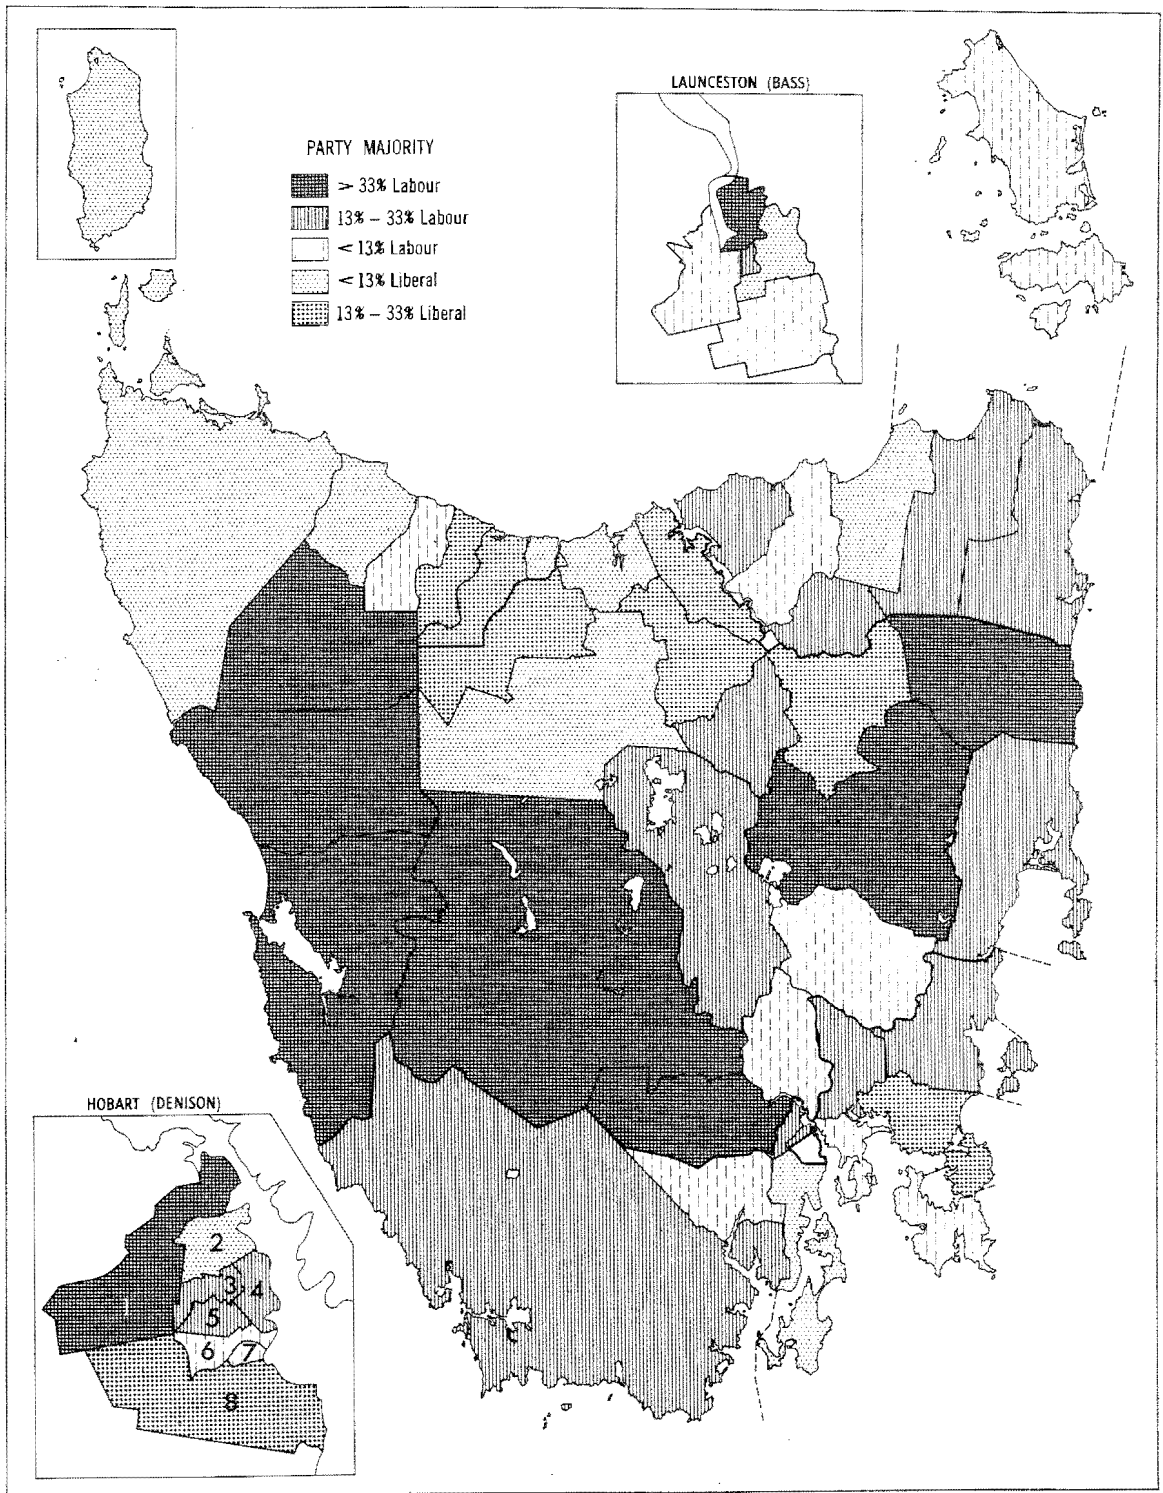 LAUNCESTON (BASS)
PARTY MAJORITY
> 33% Labour
13% – 33% Labour
< 13% Labour
< 13% Liberal
13% – 33% Liberal
HOBART (DENISON)
1
2
3
4
5
6
7
8